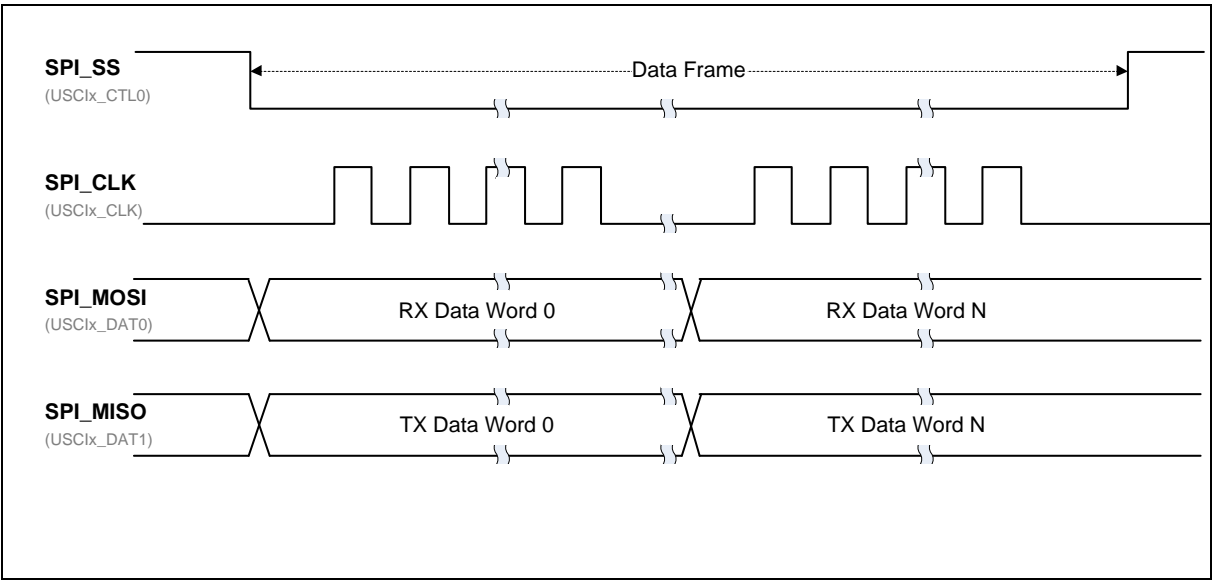 SPI_SS
(USCIx_CTL0)
Data Frame
SPI_CLK
(USCIx_CLK)
SPI_MOSI
(USCIx_DAT0)
RX Data Word 0
RX Data Word N
SPI_MISO
(USCIx_DAT1)
TX Data Word 0
TX Data Word N